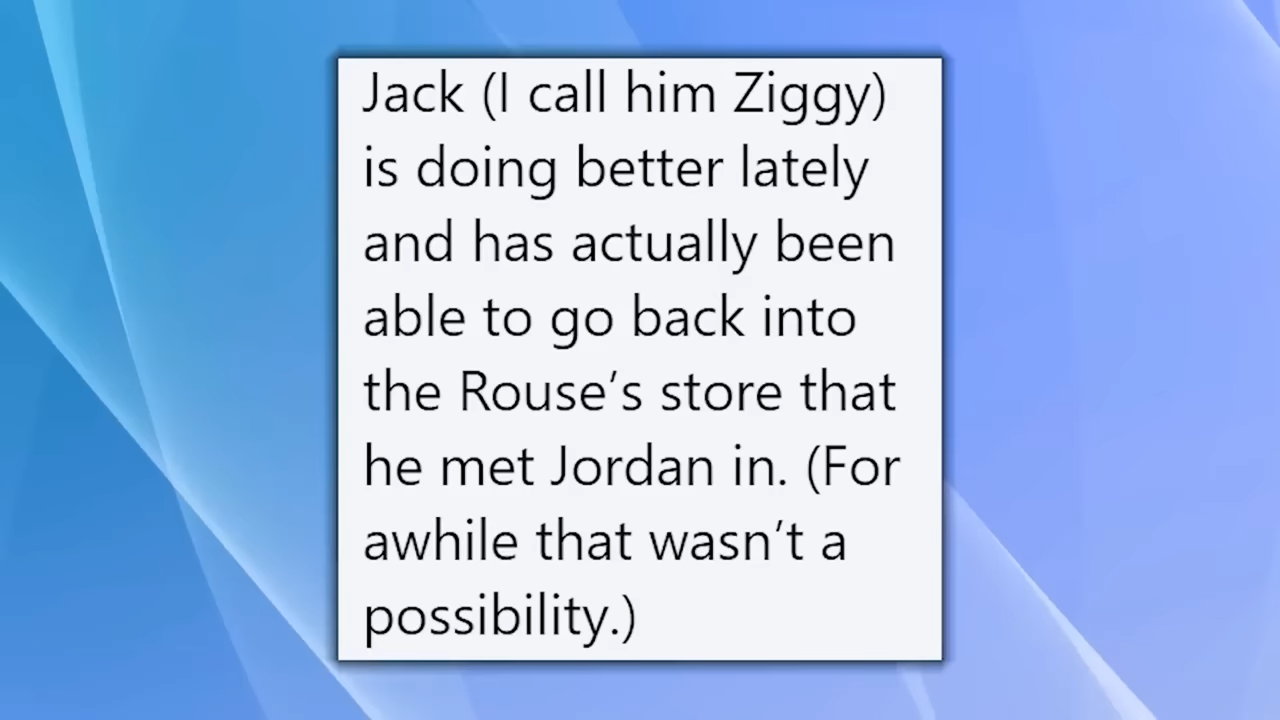 Jack (I call him Ziggy)
is doing better lately
and has actually been
able to go back into
the Rouse’s store that
he met Jordan in. (For
awhile that wasn’t a
possibility.)